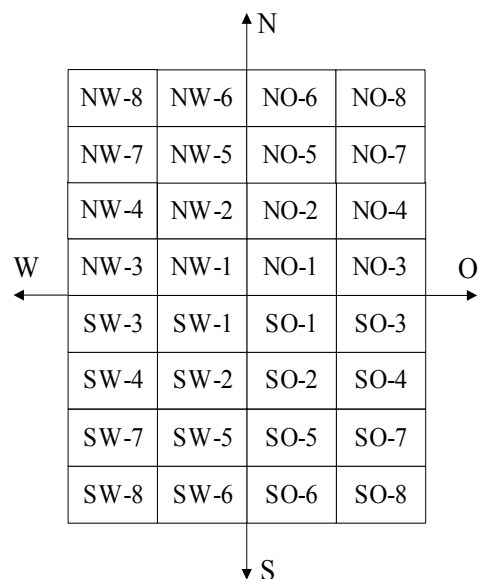 N
NW-8 NW-6 NO-6 NO-8
NW-7 NW-5 NO-5 NO-7
NW-4 NW-2 NO-2 NO-4
W NW-3 NW-1 NO-1 NO-3 O
SW-3 SW-1 SO-1 SO-3
SW-4 SW-2 SO-2 SO-4
SW-7 SW-5 SO-5 SO-7
SW-8 SW-6 SO-6 SO-8
S